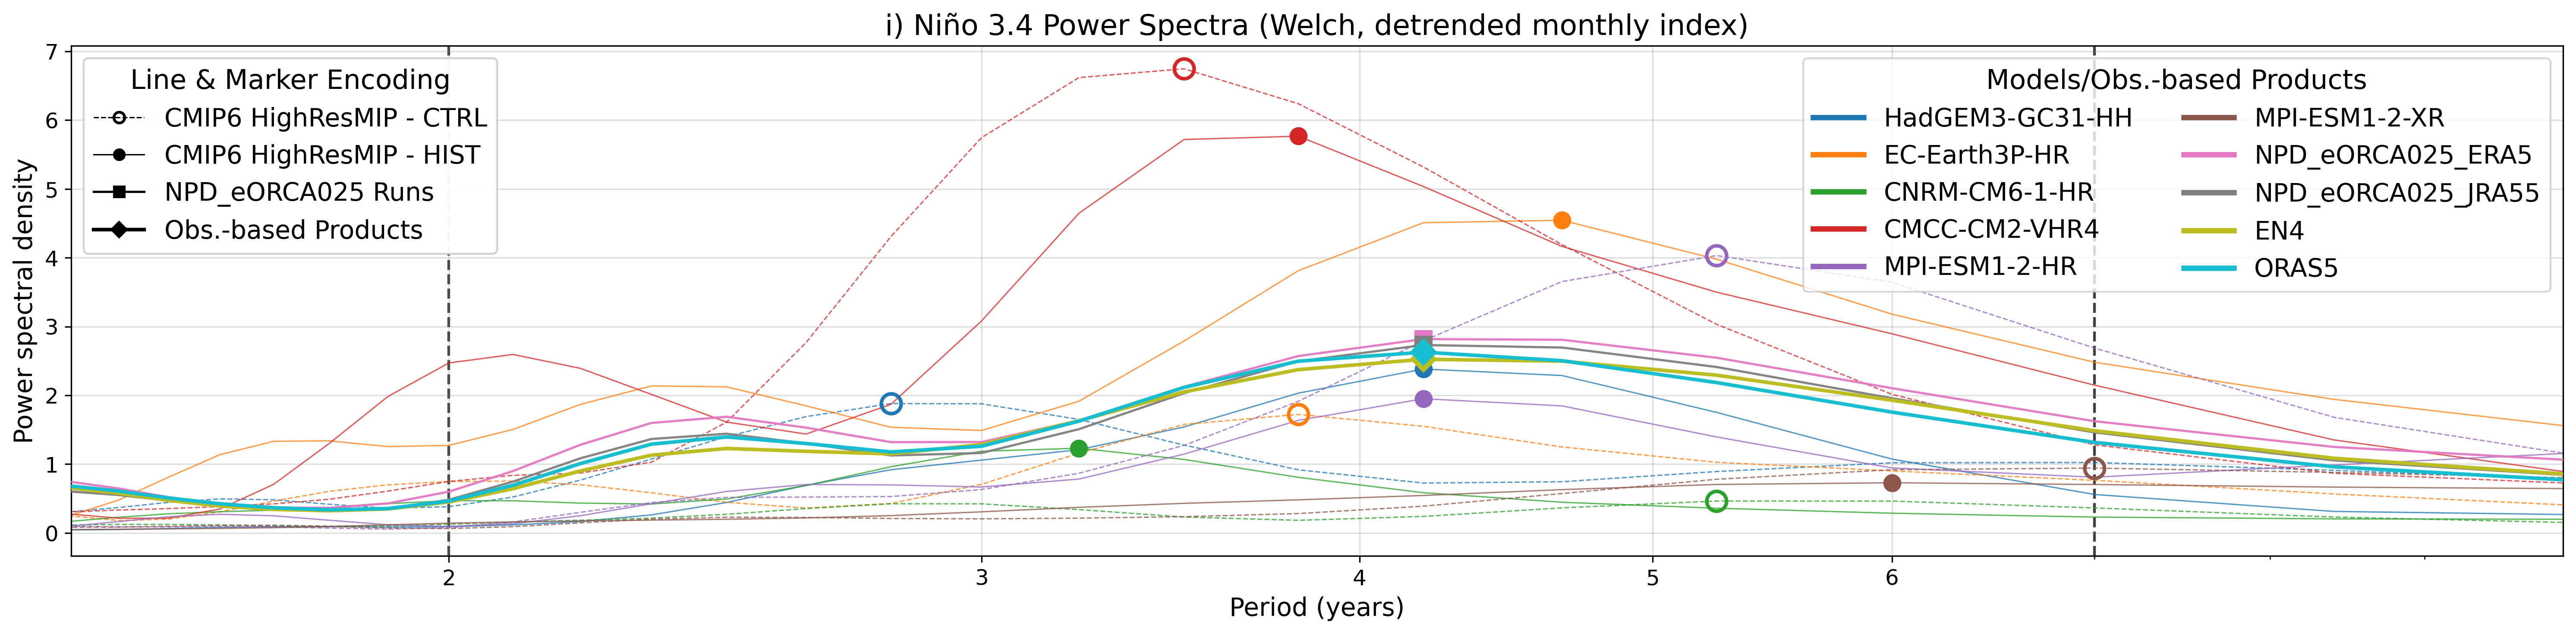 i) Niño 3.4 Power Spectra (Welch, detrended monthly index)
Power spectral density
7
6
5
4
3
2
1
0
Line & Marker Encoding
CMIP6 HighResMIP - CTRL
CMIP6 HighResMIP - HIST
NPD_eORCA025 Runs
Obs.-based Products
Models/Obs.-based Products
HadGEM3-GC31-HH
EC-Earth3P-HR
CNRM-CM6-1-HR
CMCC-CM2-VHR4
MPI-ESM1-2-HR
MPI-ESM1-2-XR
NPD_eORCA025_ERA5
NPD_eORCA025_JRA55
EN4
ORAS5
2 3 4 5 6
Period (years)